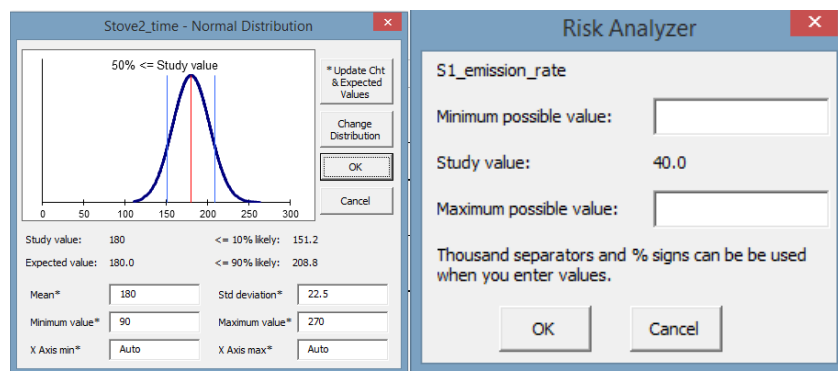 Stove2_time - Normal Distribution
50% <= Study value
* Update Cht
& Expected
Values
Change
Distribution
OK
Cancel
0 50 100 150 200 250 300
Study value: 180 <= 10% likely: 151.2
Expected value: 180.0 <= 90% likely: 208.8
Mean* 180 Std deviation* 22.5
Minimum value* 90 Maximum value* 270
X Axis min* Auto X Axis max* Auto
Risk Analyzer
S1_emission_rate
Minimum possible value:
Study value: 40.0
Maximum possible value:
Thousand separators and % signs can be be used
when you enter values.
OK Cancel